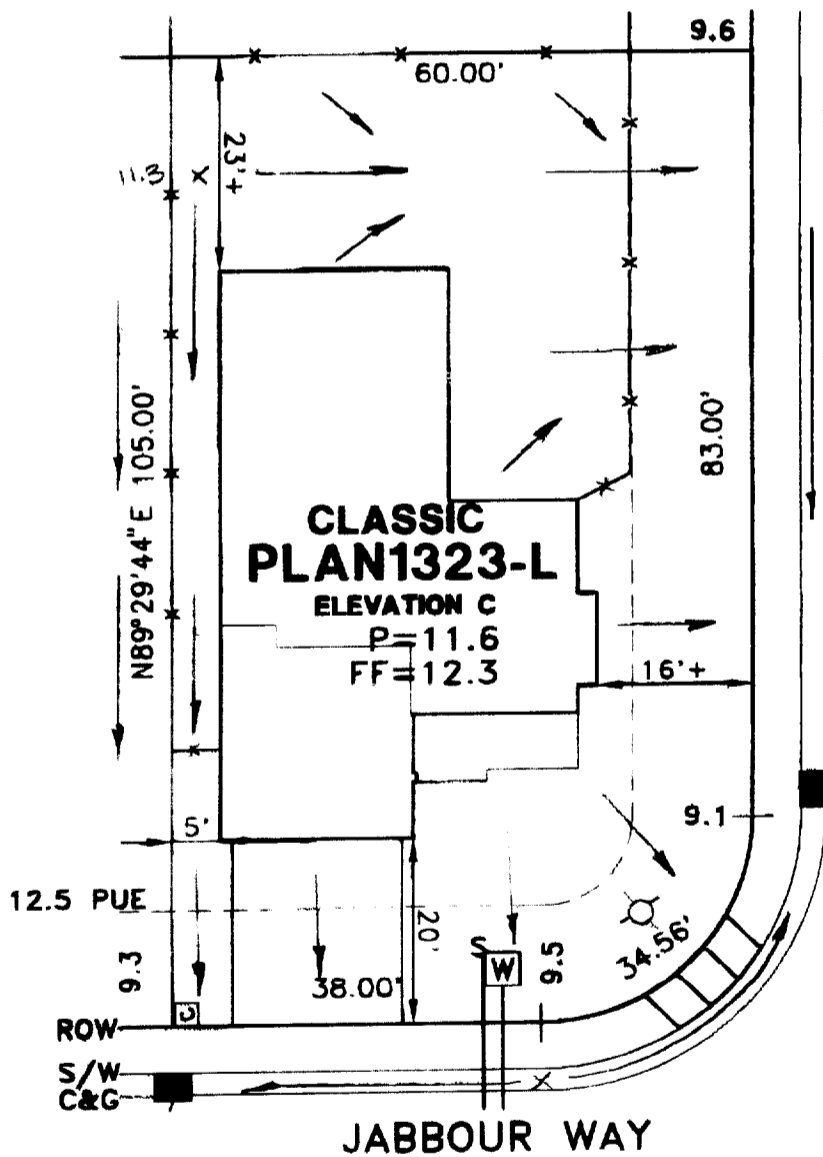 9.6
60.00'
23'+
11.3
X
N89°29'44"E 105.00'
83.00'
CLASSIC
PLAN1323-L
ELEVATION C
P=11.6
FF=12.3
16'+
9.1
5'
12.5 PUE
20'
S
W
9.3
38.00'
9.5
34.56'
C
ROW
S/W
C&G
X
JABBOUR WAY